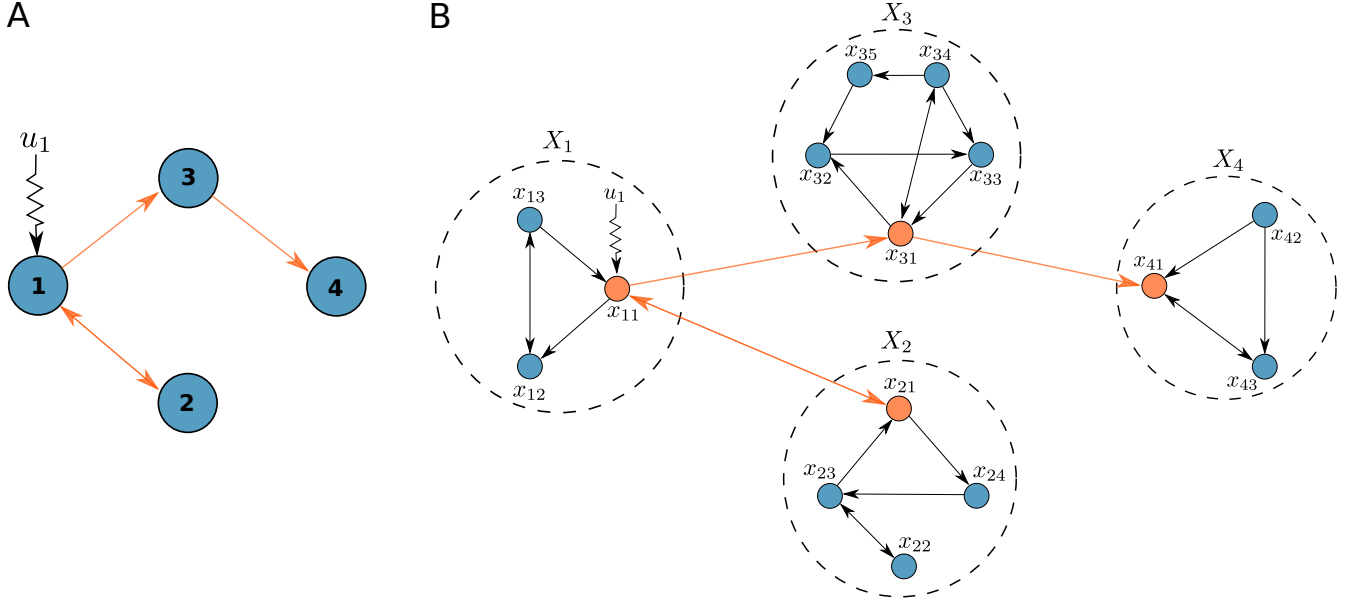 A
u₁
1
3
4
2
B
X₁
x₁₃
u₁
x₁₁
x₁₂
X₃
x₃₅
x₃₄
x₃₂
x₃₃
x₃₁
X₂
x₂₁
x₂₃
x₂₄
x₂₂
X₄
x₄₂
x₄₁
x₄₃